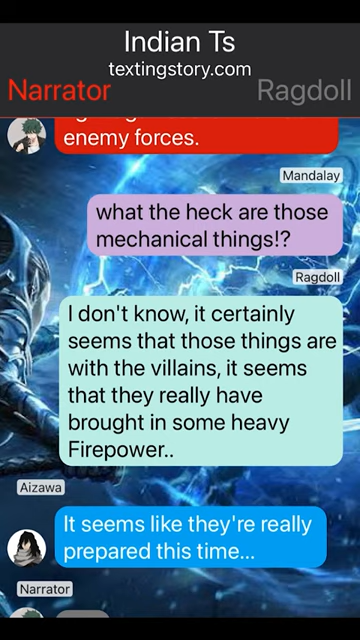 Indian Ts
textingstory.com
Narrator Ragdoll
enemy forces.
Mandalay
what the heck are those
mechanical things!?
Ragdoll
I don't know, it certainly
seems that those things are
with the villains, it seems
that they really have
brought in some heavy
Firepower..
Aizawa
It seems like they're really
prepared this time...
Narrator